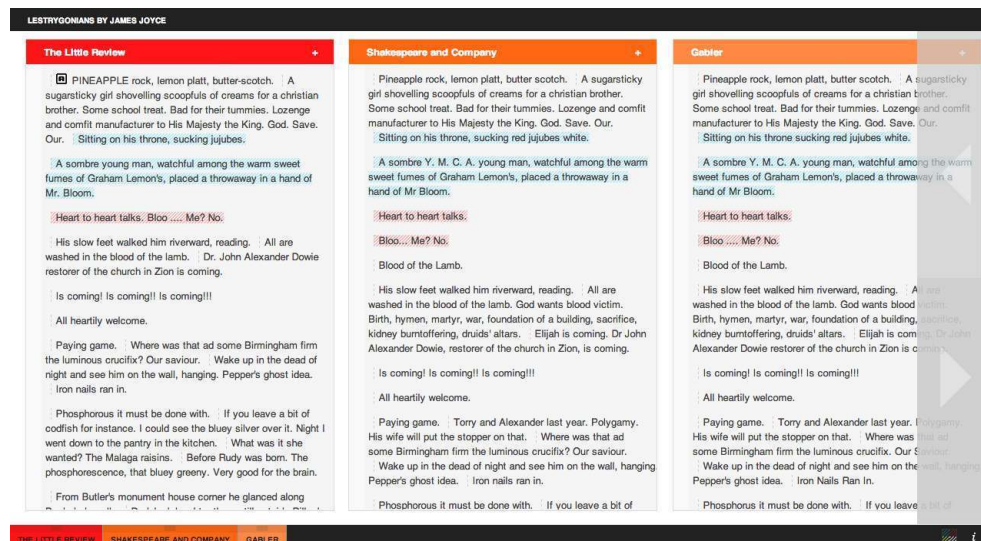 LESTRYGONIANS BY JAMES JOYCE
The Little Review +
PINEAPPLE rock, lemon platt, butter-scotch. A
sugarsticky girl shovelling scoopfuls of creams for a christian
brother. Some school treat. Bad for their tummies. Lozenge
and comfit manufacturer to His Majesty the King. God. Save.
Our. Sitting on his throne, sucking jujubes.
A sombre young man, watchful among the warm sweet
fumes of Graham Lemon's, placed a throwaway in a hand of
Mr. Bloom.
Heart to heart talks. Bloo .... Me? No.
His slow feet walked him riverward, reading. All are
washed in the blood of the lamb. Dr. John Alexander Dowie
restorer of the church in Zion is coming.
Is coming! Is coming!! Is coming!!!
All heartily welcome.
Paying game. Where was that ad some Birmingham firm
the luminous crucifix? Our saviour. Wake up in the dead of
night and see him on the wall, hanging. Pepper's ghost idea.
Iron nails ran in.
Phosphorous it must be done with. If you leave a bit of
codfish for instance. I could see the bluey silver over it. Night I
went down to the pantry in the kitchen. What was it she
wanted? The Malaga raisins. Before Rudy was born. The
phosphorescence, that bluey greeny. Very good for the brain.
From Butler's monument house corner he glanced along
Shakespeare and Company +
Pineapple rock, lemon platt, butter scotch. A sugarsticky
girl shovelling scoopfuls of creams for a christian brother.
Some school treat. Bad for their tummies. Lozenge and comfit
manufacturer to His Majesty the King. God. Save. Our.
Sitting on his throne, sucking red jujubes white.
A sombre Y. M. C. A. young man, watchful among the warm
sweet fumes of Graham Lemon's, placed a throwaway in a
hand of Mr Bloom.
Heart to heart talks.
Bloo... Me? No.
Blood of the Lamb.
His slow feet walked him riverward, reading. All are
washed in the blood of the lamb. God wants blood victim.
Birth, hymen, martyr, war, foundation of a building, sacrifice,
kidney burntoffering, druids' altars. Elijah is coming. Dr John
Alexander Dowie, restorer of the church in Zion, is coming.
Is coming! Is coming!! Is coming!!!
All heartily welcome.
Paying game. Torry and Alexander last year. Polygamy.
His wife will put the stopper on that. Where was that ad
some Birmingham firm the luminous crucifix? Our saviour.
Wake up in the dead of night and see him on the wall, hanging.
Pepper's ghost idea. Iron nails ran in.
Phosphorous it must be done with. If you leave a bit of
Gabler +
Pineapple rock, lemon platt, butter scotch. A sugarsticky
girl shovelling scoopfuls of creams for a christian brother.
Some school treat. Bad for their tummies. Lozenge and comfit
manufacturer to His Majesty the King. God. Save. Our.
Sitting on his throne sucking red jujubes white.
A sombre Y. M. C. A. young man, watchful among the warm
sweet fumes of Graham Lemon's, placed a throwaway in a
hand of Mr Bloom.
Heart to heart talks.
Bloo .... Me? No.
Blood of the Lamb.
His slow feet walked him riverward, reading. All are
washed in the blood of the lamb. God wants blood victim.
Birth, hymen, martyr, war, foundation of a building, sacrifice,
kidney burntoffering, druids' altars. Elijah is coming. Dr John
Alexander Dowie restorer of the church in Zion is coming.
Is coming! Is coming!! Is coming!!!
All heartily welcome.
Paying game. Torry and Alexander last year. Polygamy.
His wife will put the stopper on that. Where was that ad
some Birmingham firm the luminous crucifix. Our Saviour.
Wake up in the dead of night and see him on the wall, hanging.
Pepper's ghost idea. Iron Nails Ran In.
Phosphorus it must be done with. If you leave a bit of
THE LITTLE REVIEW SHAKESPEARE AND COMPANY GABLER i